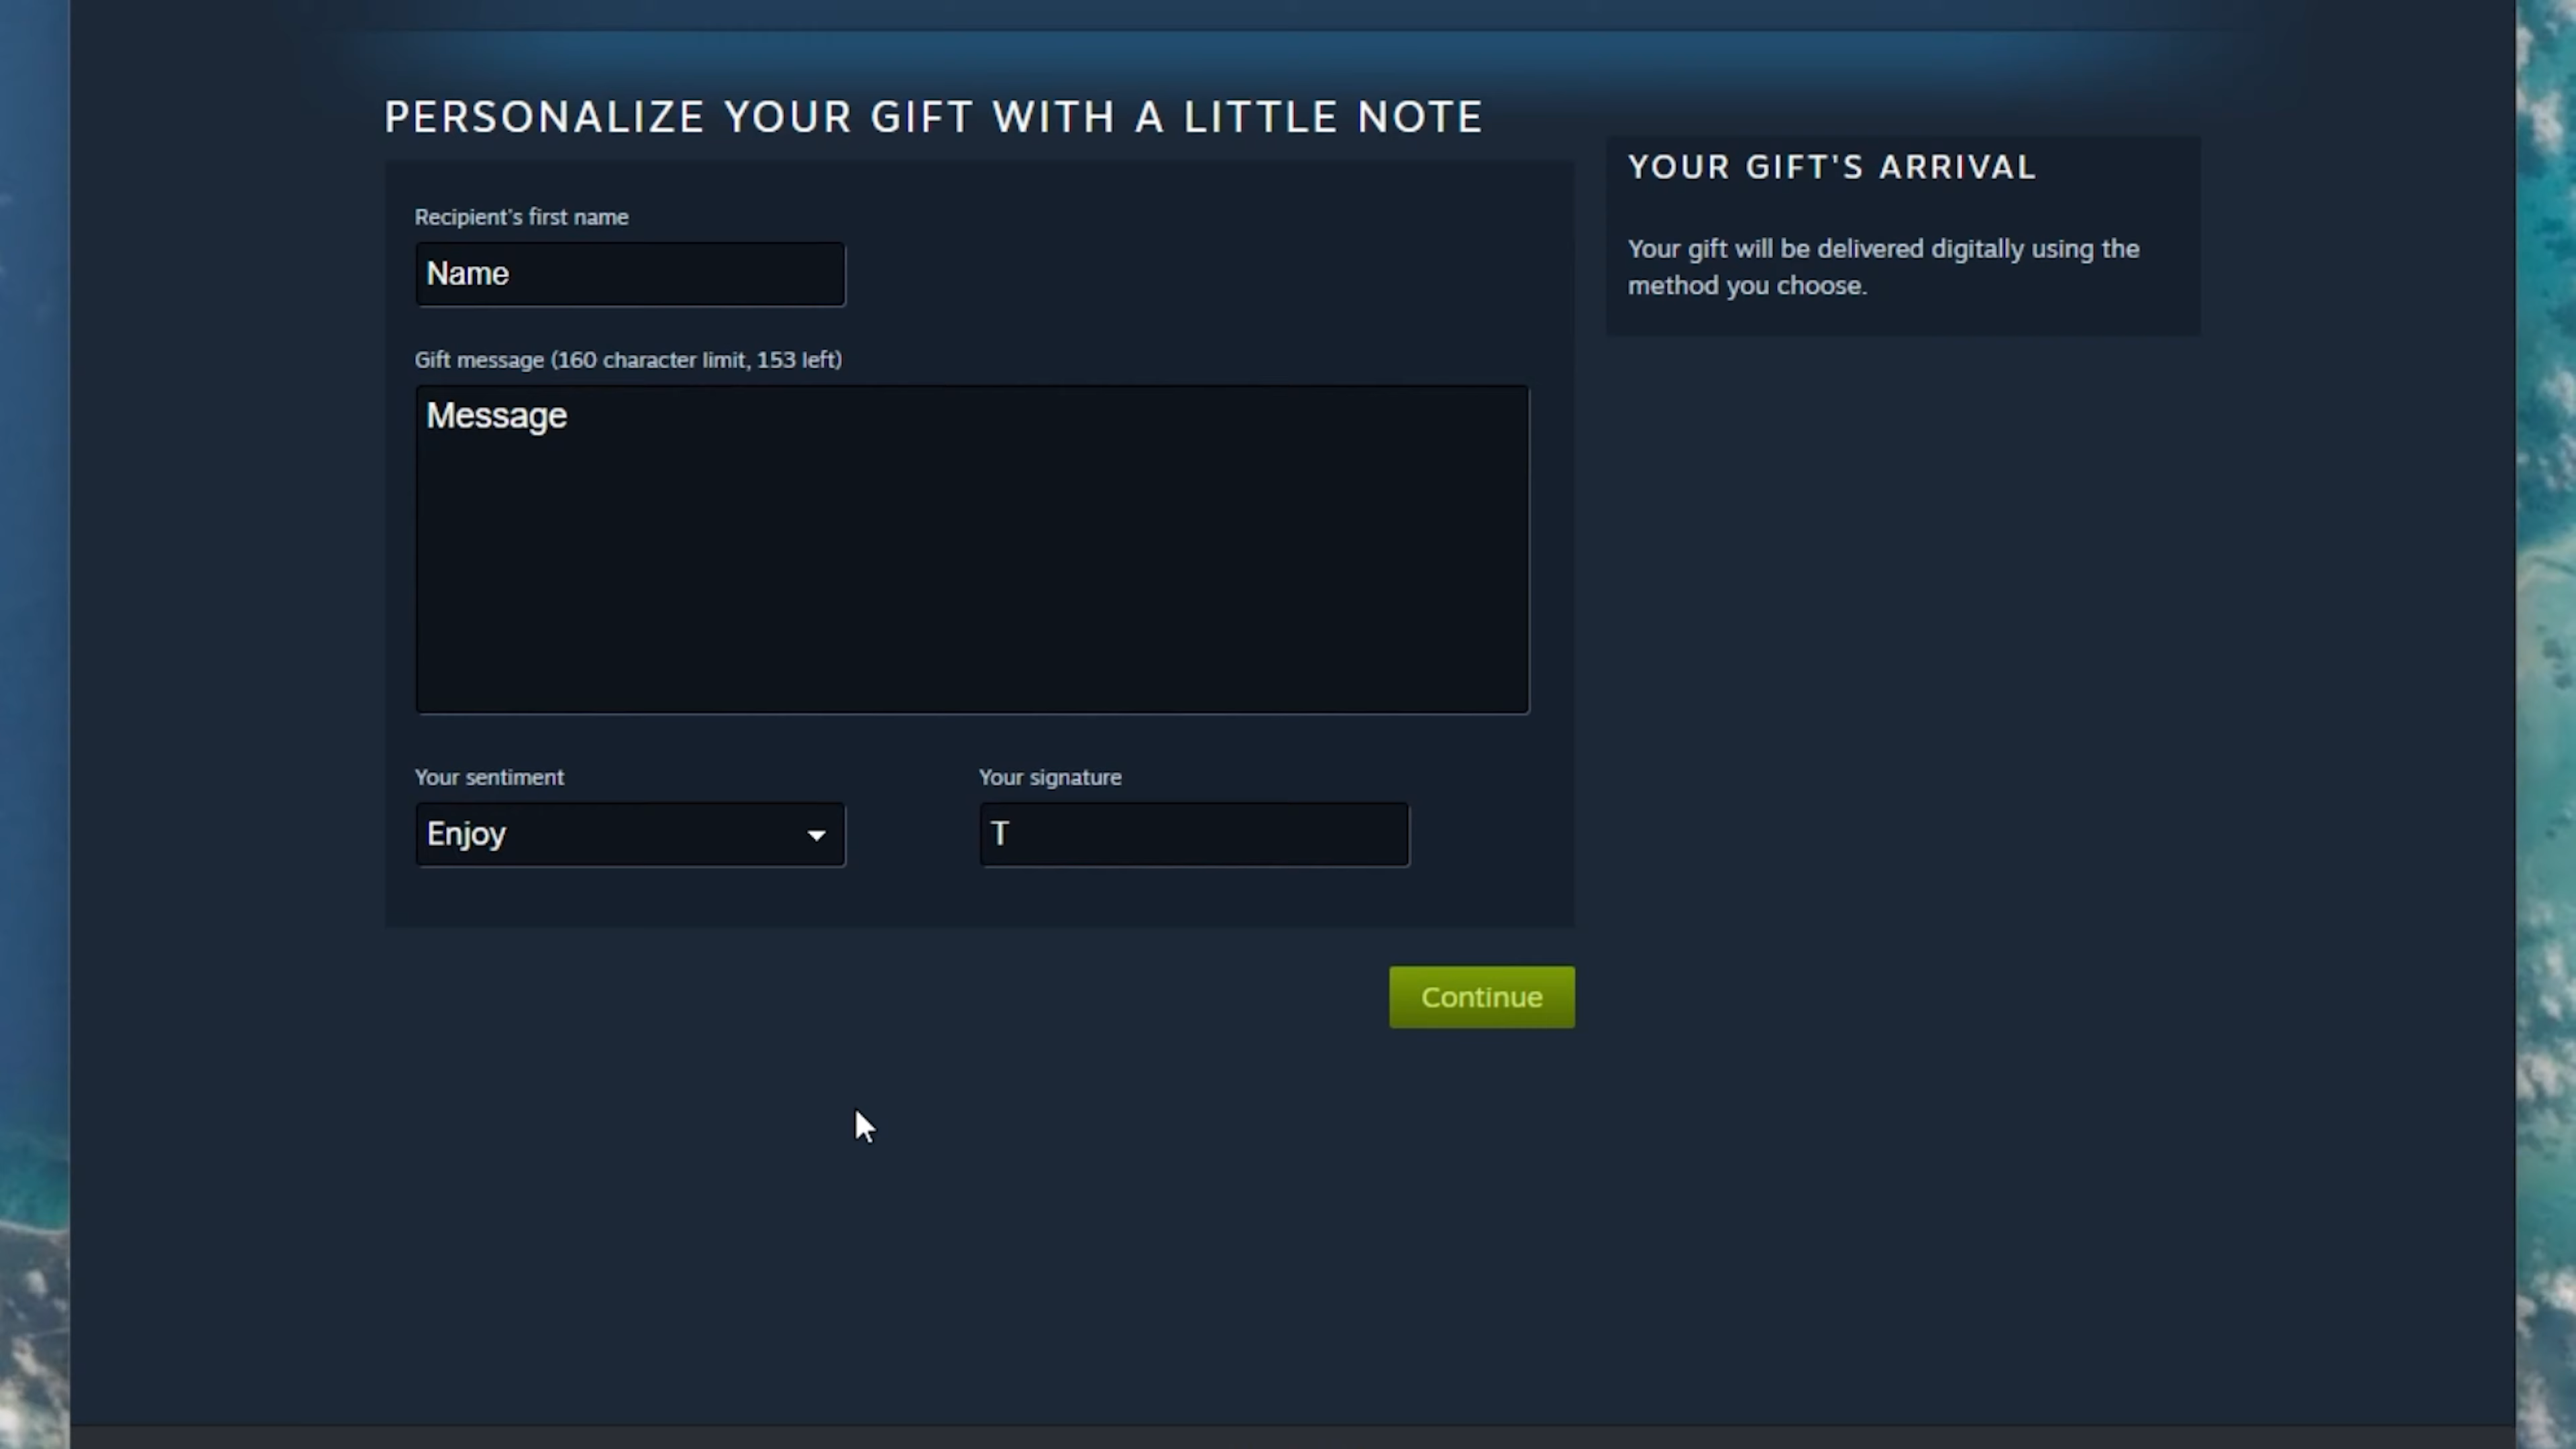 PERSONALIZE YOUR GIFT WITH A LITTLE NOTE
Recipient's first name
Name
Gift message (160 character limit, 153 left)
Message
Your sentiment
Enjoy
Your signature
T
Continue
YOUR GIFT'S ARRIVAL
Your gift will be delivered digitally using the
method you choose.